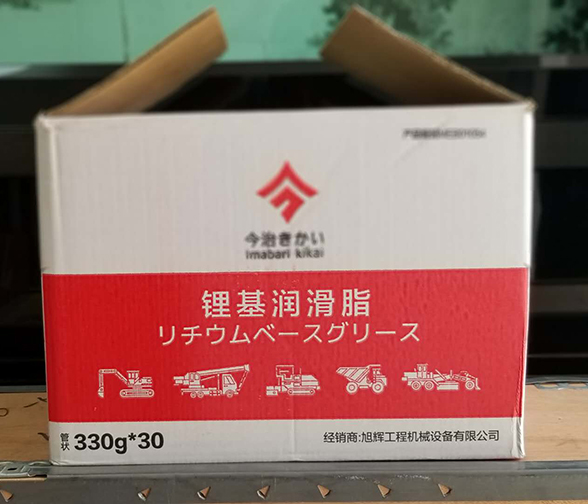 今治きかい
imabari kikai
锂基润滑脂
リチウムベースグリース
管状 330g*30
经销商:旭辉工程机械设备有限公司